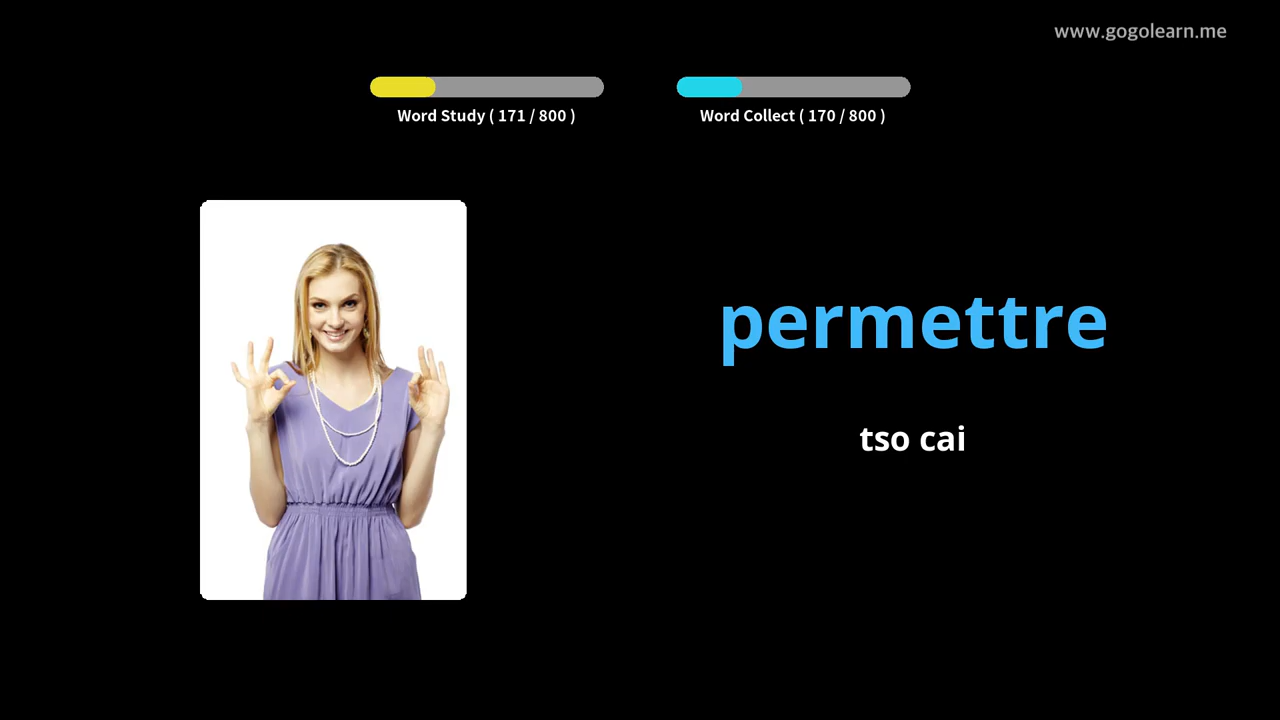 www.gogolearn.me
Word Study ( 171 / 800 )
Word Collect ( 170 / 800 )
permettre
tso cai